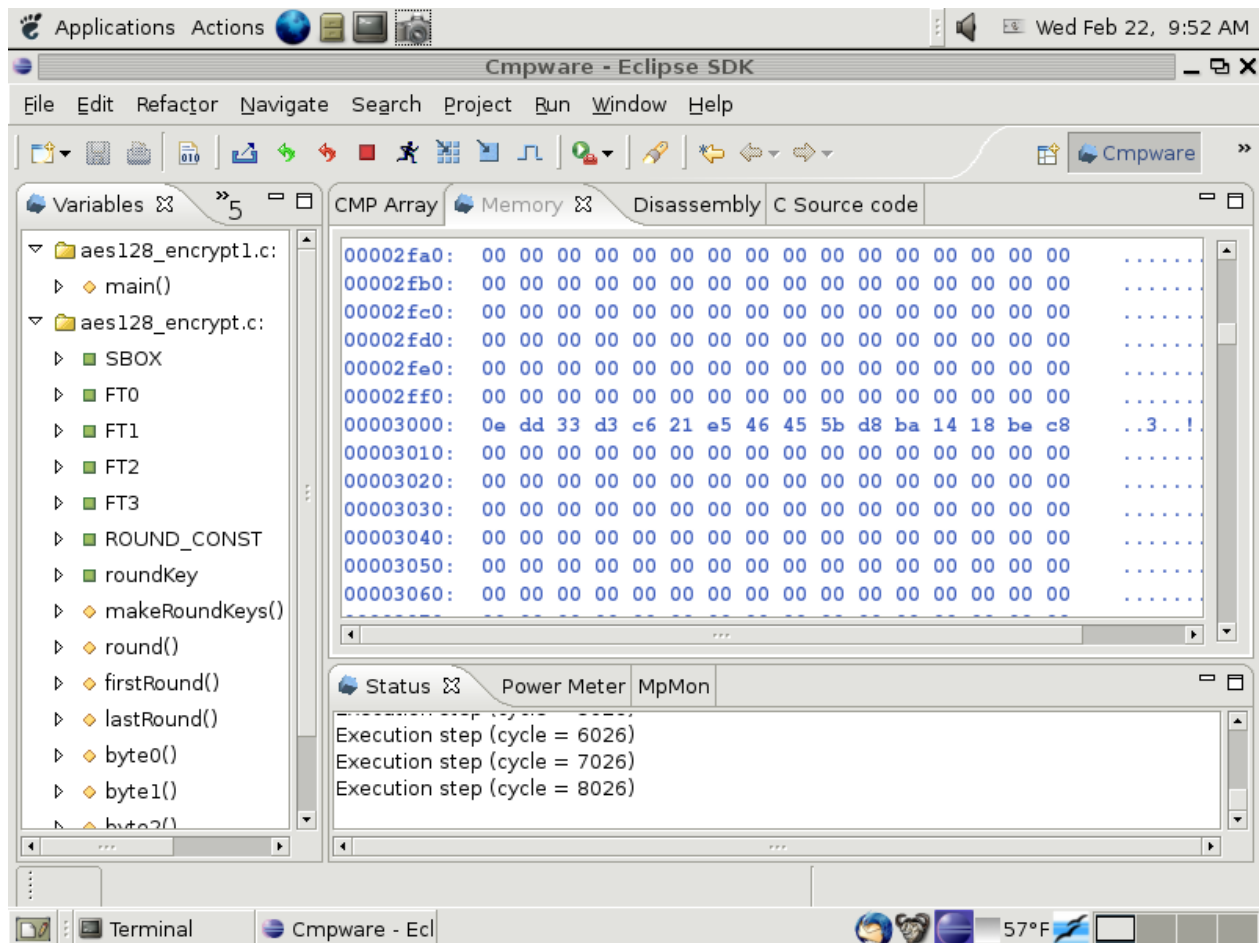 Applications Actions Wed Feb 22, 9:52 AM
Cmpware - Eclipse SDK
File Edit Refactor Navigate Search Project Run Window Help
010
Cmpware »
Variables »5
CMP Array Memory Disassembly C Source code
aes128_encrypt1.c:
main()
aes128_encrypt.c:
SBOX
FT0
FT1
FT2
FT3
ROUND_CONST
roundKey
makeRoundKeys()
round()
firstRound()
lastRound()
byte0()
byte1()
byte2()
00002fa0: 00 00 00 00 00 00 00 00 00 00 00 00 00 00 00 00 .......
00002fb0: 00 00 00 00 00 00 00 00 00 00 00 00 00 00 00 00 .......
00002fc0: 00 00 00 00 00 00 00 00 00 00 00 00 00 00 00 00 .......
00002fd0: 00 00 00 00 00 00 00 00 00 00 00 00 00 00 00 00 .......
00002fe0: 00 00 00 00 00 00 00 00 00 00 00 00 00 00 00 00 .......
00002ff0: 00 00 00 00 00 00 00 00 00 00 00 00 00 00 00 00 .......
00003000: 0e dd 33 d3 c6 21 e5 46 45 5b d8 ba 14 18 be c8 ..3..!.
00003010: 00 00 00 00 00 00 00 00 00 00 00 00 00 00 00 00 .......
00003020: 00 00 00 00 00 00 00 00 00 00 00 00 00 00 00 00 .......
00003030: 00 00 00 00 00 00 00 00 00 00 00 00 00 00 00 00 .......
00003040: 00 00 00 00 00 00 00 00 00 00 00 00 00 00 00 00 .......
00003050: 00 00 00 00 00 00 00 00 00 00 00 00 00 00 00 00 .......
00003060: 00 00 00 00 00 00 00 00 00 00 00 00 00 00 00 00 .......
Status Power Meter MpMon
Execution step (cycle = 6026)
Execution step (cycle = 7026)
Execution step (cycle = 8026)
Terminal Cmpware - Ecl 57°F